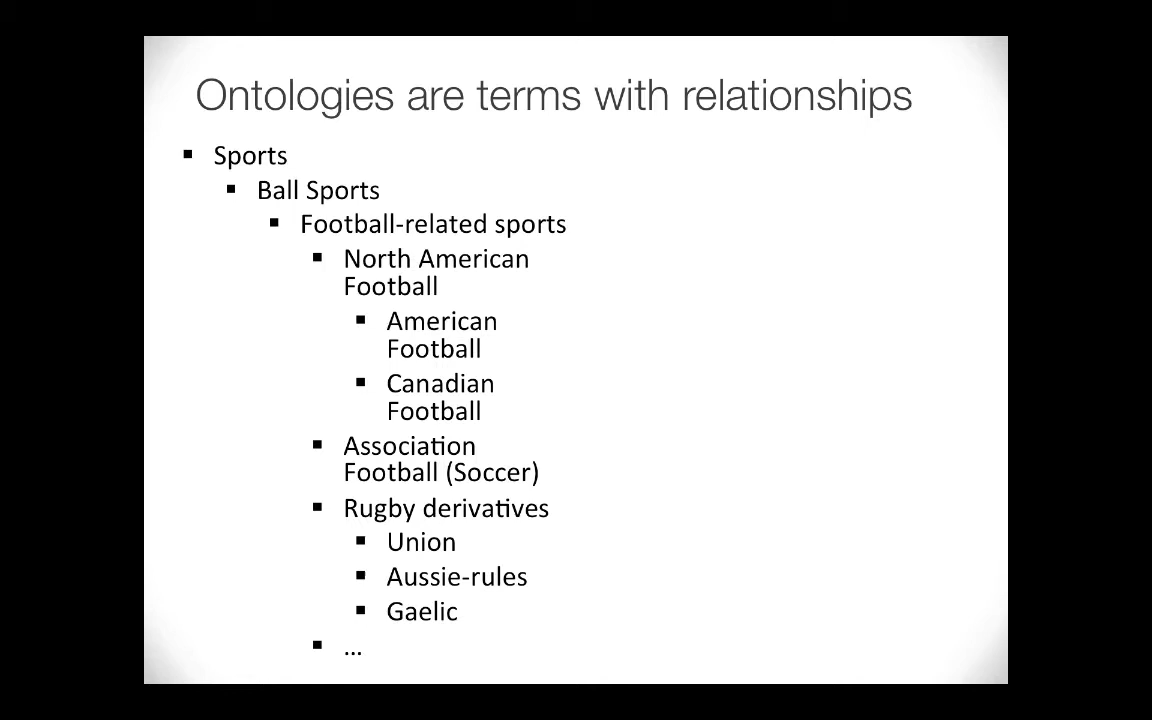 Ontologies are terms with relationships
▪ Sports
▪ Ball Sports
▪ Football-related sports
▪ North American
Football
▪ American
Football
▪ Canadian
Football
▪ Association
Football (Soccer)
▪ Rugby derivatives
▪ Union
▪ Aussie-rules
▪ Gaelic
▪ ...